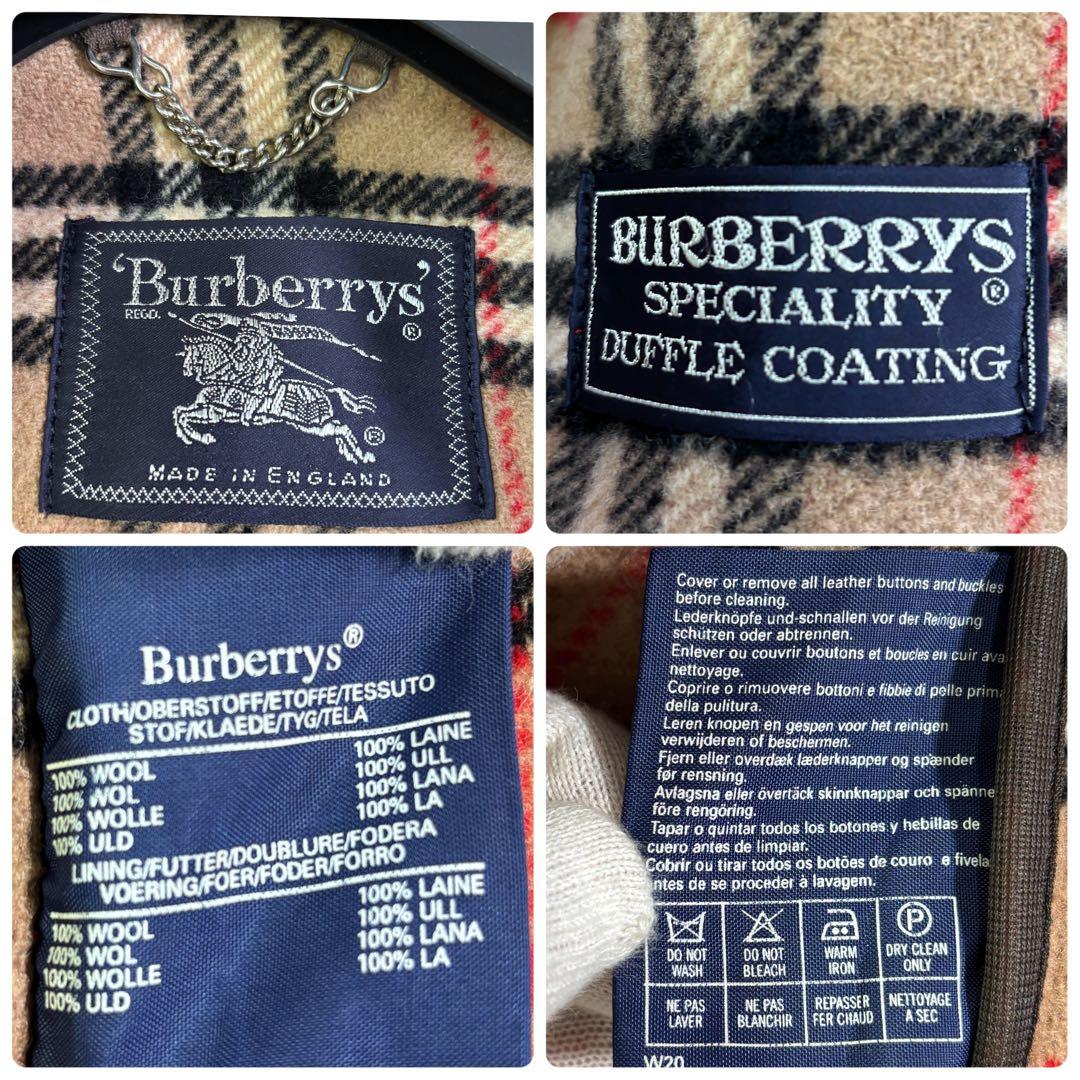 'Burberrys'
REGD.
®
®
MADE IN ENGLAND
BURBERRYS
SPECIALITY ®
DUFFLE COATING
Burberrys®
CLOTH/OBERSTOFF/ETOFFE/TESSUTO
STOF/KLAEDE/TYG/TELA
100% WOOL 100% LAINE
100% WOL 100% ULL
100% WOLLE 100% LANA
100% ULD 100% LA
LINING/FUTTER/DOUBLURE/FODERA
VOERING/FOER/FODER/FORRO
100% WOOL 100% LAINE
100% WOL 100% ULL
100% WOLLE 100% LANA
100% ULD 100% LA
Cover or remove all leather buttons and buckles
before cleaning.
Lederknöpfe und-schnallen vor der Reinigung
schützen oder abtrennen.
Enlever ou couvrir boutons et boucles en cuir ava
nettoyage.
Coprire o rimuovere bottoni e fibbie di pelle prima
della pulitura.
Leren knopen en gespen voor het reinigen
verwijderen of beschermen.
Fjern eller overdæk læderknapper og spænder
før rensning.
Avlagsna eller övertäck skinnknappar och spänne
före rengöring.
Tapar o quintar todos los botones y hebillas de
cuero antes de limpiar.
Cobrir ou tirar todos os botões de couro e fivela
antes de se proceder à lavagem.
P
DO NOT WASH
DO NOT BLEACH
WARM IRON
DRY CLEAN ONLY
NE PAS LAVER
NE PAS BLANCHIR
REPASSER FER CHAUD
NETTOYAGE A SEC
W20